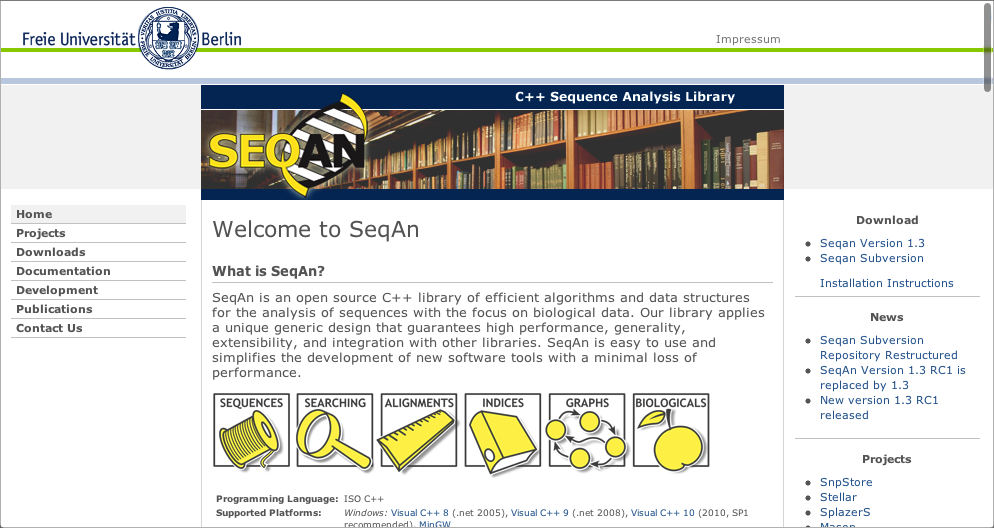 Freie Universität Berlin
Impressum
C++ Sequence Analysis Library
SEQAN
Home
Projects
Downloads
Documentation
Development
Publications
Contact Us
Welcome to SeqAn
What is SeqAn?
SeqAn is an open source C++ library of efficient algorithms and data structures
for the analysis of sequences with the focus on biological data. Our library applies
a unique generic design that guarantees high performance, generality,
extensibility, and integration with other libraries. SeqAn is easy to use and
simplifies the development of new software tools with a minimal loss of
performance.
SEQUENCES SEARCHING ALIGNMENTS INDICES GRAPHS BIOLOGICALS
Programming Language: ISO C++
Supported Platforms: Windows: Visual C++ 8 (.net 2005), Visual C++ 9 (.net 2008), Visual C++ 10 (2010, SP1
recommended), MinGW
Download
Seqan Version 1.3
Seqan Subversion
Installation Instructions
News
Seqan Subversion
Repository Restructured
SeqAn Version 1.3 RC1 is
replaced by 1.3
New version 1.3 RC1
released
Projects
SnpStore
Stellar
SplazerS
Mason